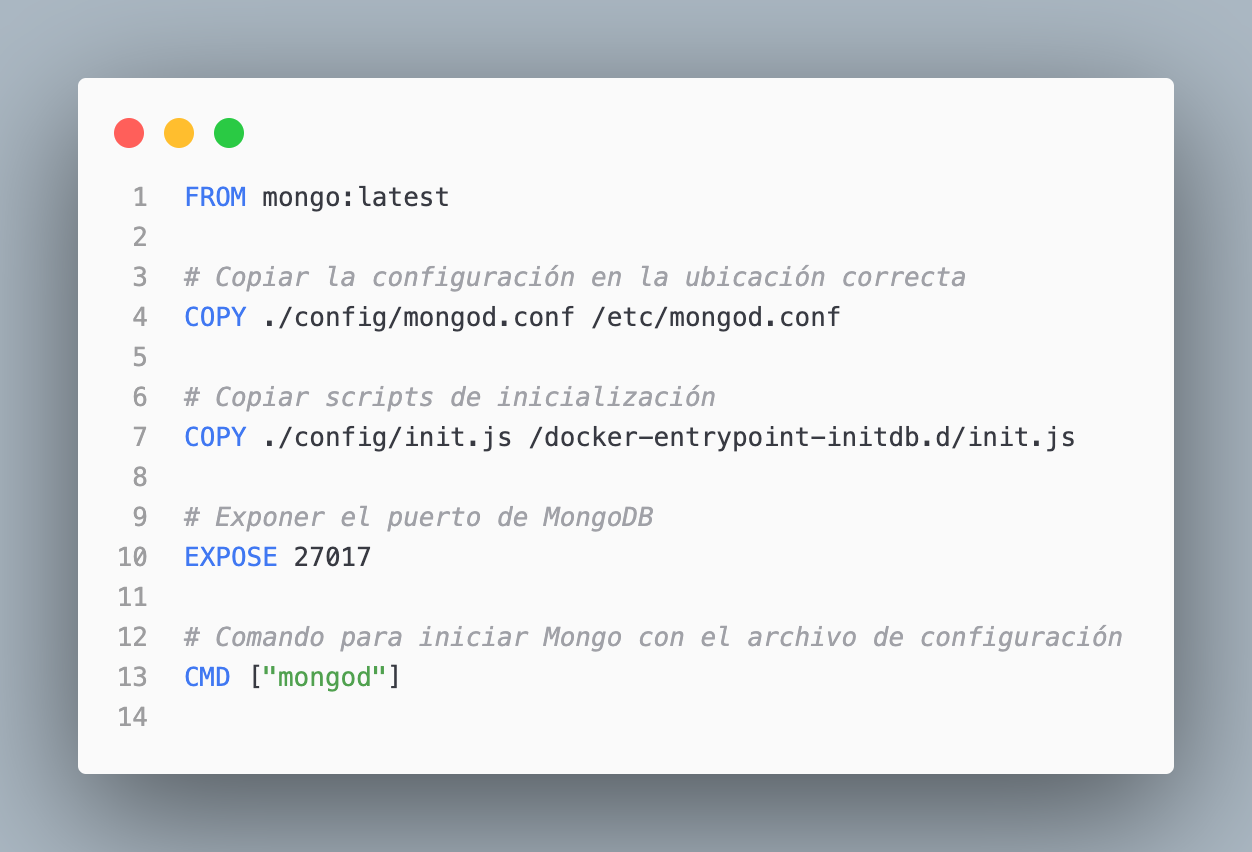 1 FROM mongo:latest
2
3 # Copiar la configuración en la ubicación correcta
4 COPY ./config/mongod.conf /etc/mongod.conf
5
6 # Copiar scripts de inicialización
7 COPY ./config/init.js /docker-entrypoint-initdb.d/init.js
8
9 # Exponer el puerto de MongoDB
10 EXPOSE 27017
11
12 # Comando para iniciar Mongo con el archivo de configuración
13 CMD ["mongod"]
14